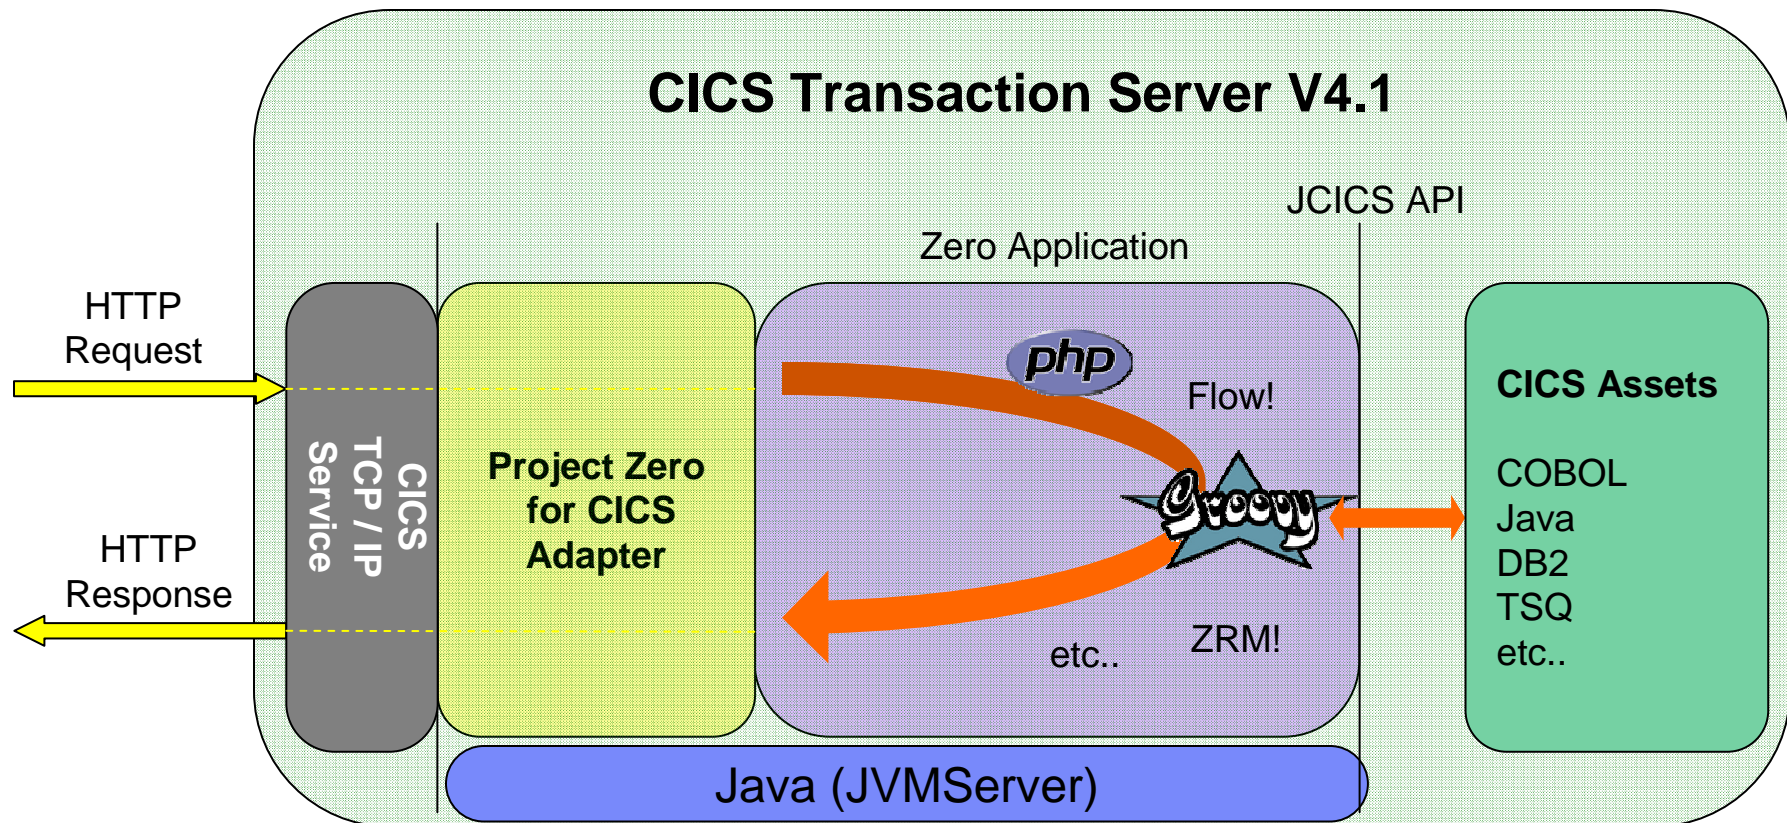 CICS Transaction Server V4.1
JCICS API
Zero Application
HTTP
Request
HTTP
Response
CICS
TCP / IP
Service
Project Zero
for CICS
Adapter
php
Flow!
Groovy
ZRM!
etc..
CICS Assets
COBOL
Java
DB2
TSQ
etc..
Java (JVMServer)